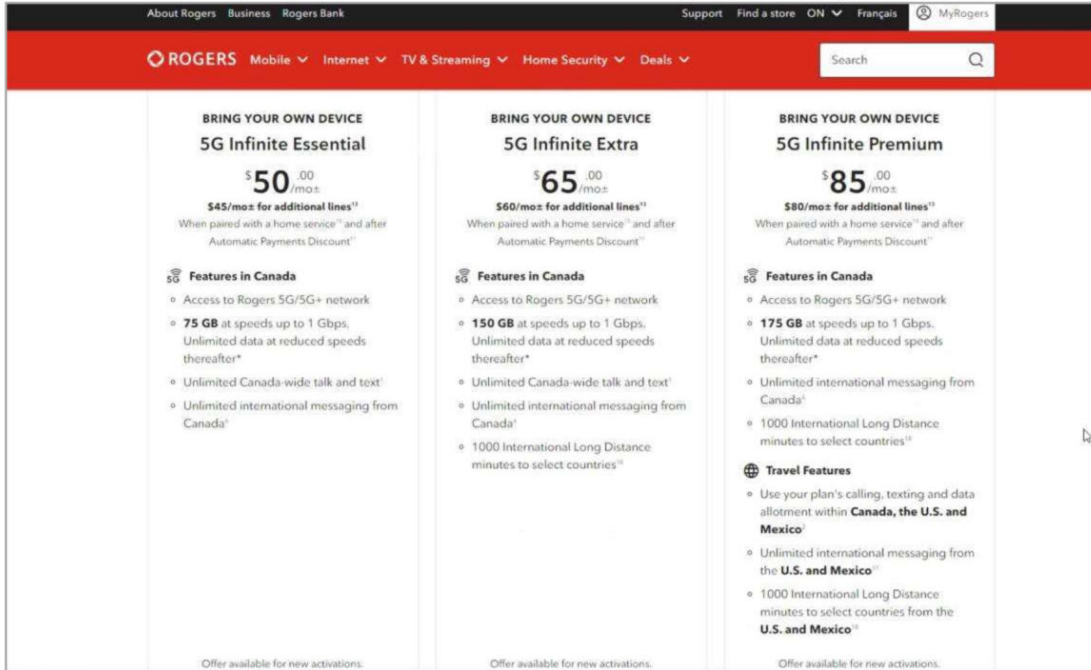 About Rogers Business Rogers Bank
Support Find a store ON Français MyRogers
ROGERS Mobile Internet TV & Streaming Home Security Deals Search
BRING YOUR OWN DEVICE
5G Infinite Essential
$50.00/mo±
$45/mo± for additional lines¹³
When paired with a home service and after
Automatic Payments Discount
5G Features in Canada
Access to Rogers 5G/5G+ network
75 GB at speeds up to 1 Gbps.
Unlimited data at reduced speeds
thereafter*
Unlimited Canada-wide talk and text
Unlimited international messaging from
Canada
Offer available for new activations.
BRING YOUR OWN DEVICE
5G Infinite Extra
$65.00/mo±
$60/mo± for additional lines¹³
When paired with a home service and after
Automatic Payments Discount
5G Features in Canada
Access to Rogers 5G/5G+ network
150 GB at speeds up to 1 Gbps.
Unlimited data at reduced speeds
thereafter*
Unlimited Canada-wide talk and text
Unlimited international messaging from
Canada
1000 International Long Distance
minutes to select countries
Offer available for new activations.
BRING YOUR OWN DEVICE
5G Infinite Premium
$85.00/mo±
$80/mo± for additional lines¹³
When paired with a home service and after
Automatic Payments Discount
5G Features in Canada
Access to Rogers 5G/5G+ network
175 GB at speeds up to 1 Gbps.
Unlimited data at reduced speeds
thereafter*
Unlimited international messaging from
Canada
1000 International Long Distance
minutes to select countries
Travel Features
Use your plan's calling, texting and data
allotment within Canada, the U.S. and
Mexico
Unlimited international messaging from
the U.S. and Mexico
1000 International Long Distance
minutes to select countries from the
U.S. and Mexico
Offer available for new activations.